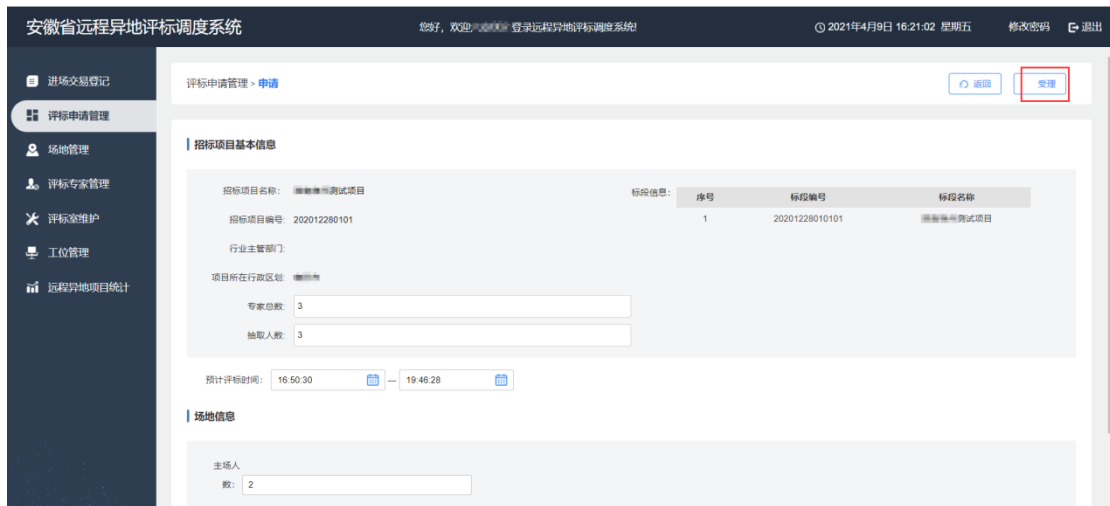 安徽省远程异地评标调度系统
您好，欢迎 登录远程异地评标调度系统!
2021年4月9日 16:21:02 星期五
修改密码
退出
进场交易登记
评标申请管理
场地管理
评标专家管理
评标室维护
工位管理
远程异地项目统计
评标申请管理 > 申请
返回
受理
招标项目基本信息
招标项目名称: 测试项目
招标项目编号: 202012280101
行业主管部门:
项目所在行政区划:
专家总数: 3
抽取人数: 3
标段信息:
序号 标段编号 标段名称
1 20201228010101 测试项目
预计评标时间: 16:50:30 — 19:46:28
场地信息
主场人
数: 2